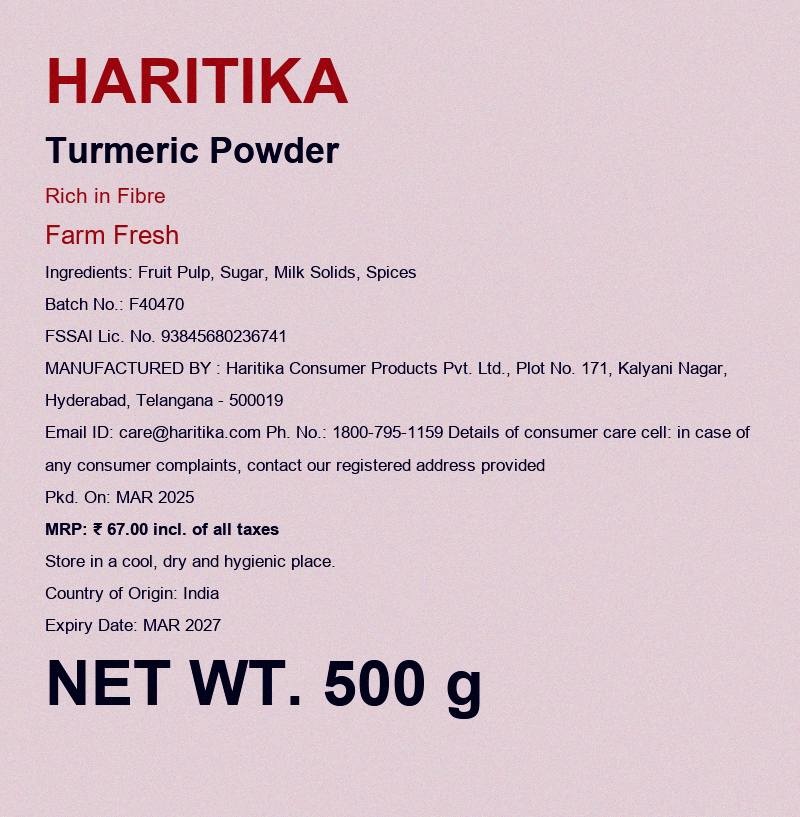 HARITIKA
Turmeric Powder
Rich in Fibre
Farm Fresh
Ingredients: Fruit Pulp, Sugar, Milk Solids, Spices
Batch No.: F40470
FSSAI Lic. No. 93845680236741
MANUFACTURED BY : Haritika Consumer Products Pvt. Ltd., Plot No. 171, Kalyani Nagar,
Hyderabad, Telangana - 500019
Email ID: care@haritika.com Ph. No.: 1800-795-1159 Details of consumer care cell: in case of
any consumer complaints, contact our registered address provided
Pkd. On: MAR 2025
MRP: ₹ 67.00 incl. of all taxes
Store in a cool, dry and hygienic place.
Country of Origin: India
Expiry Date: MAR 2027
NET WT. 500 g